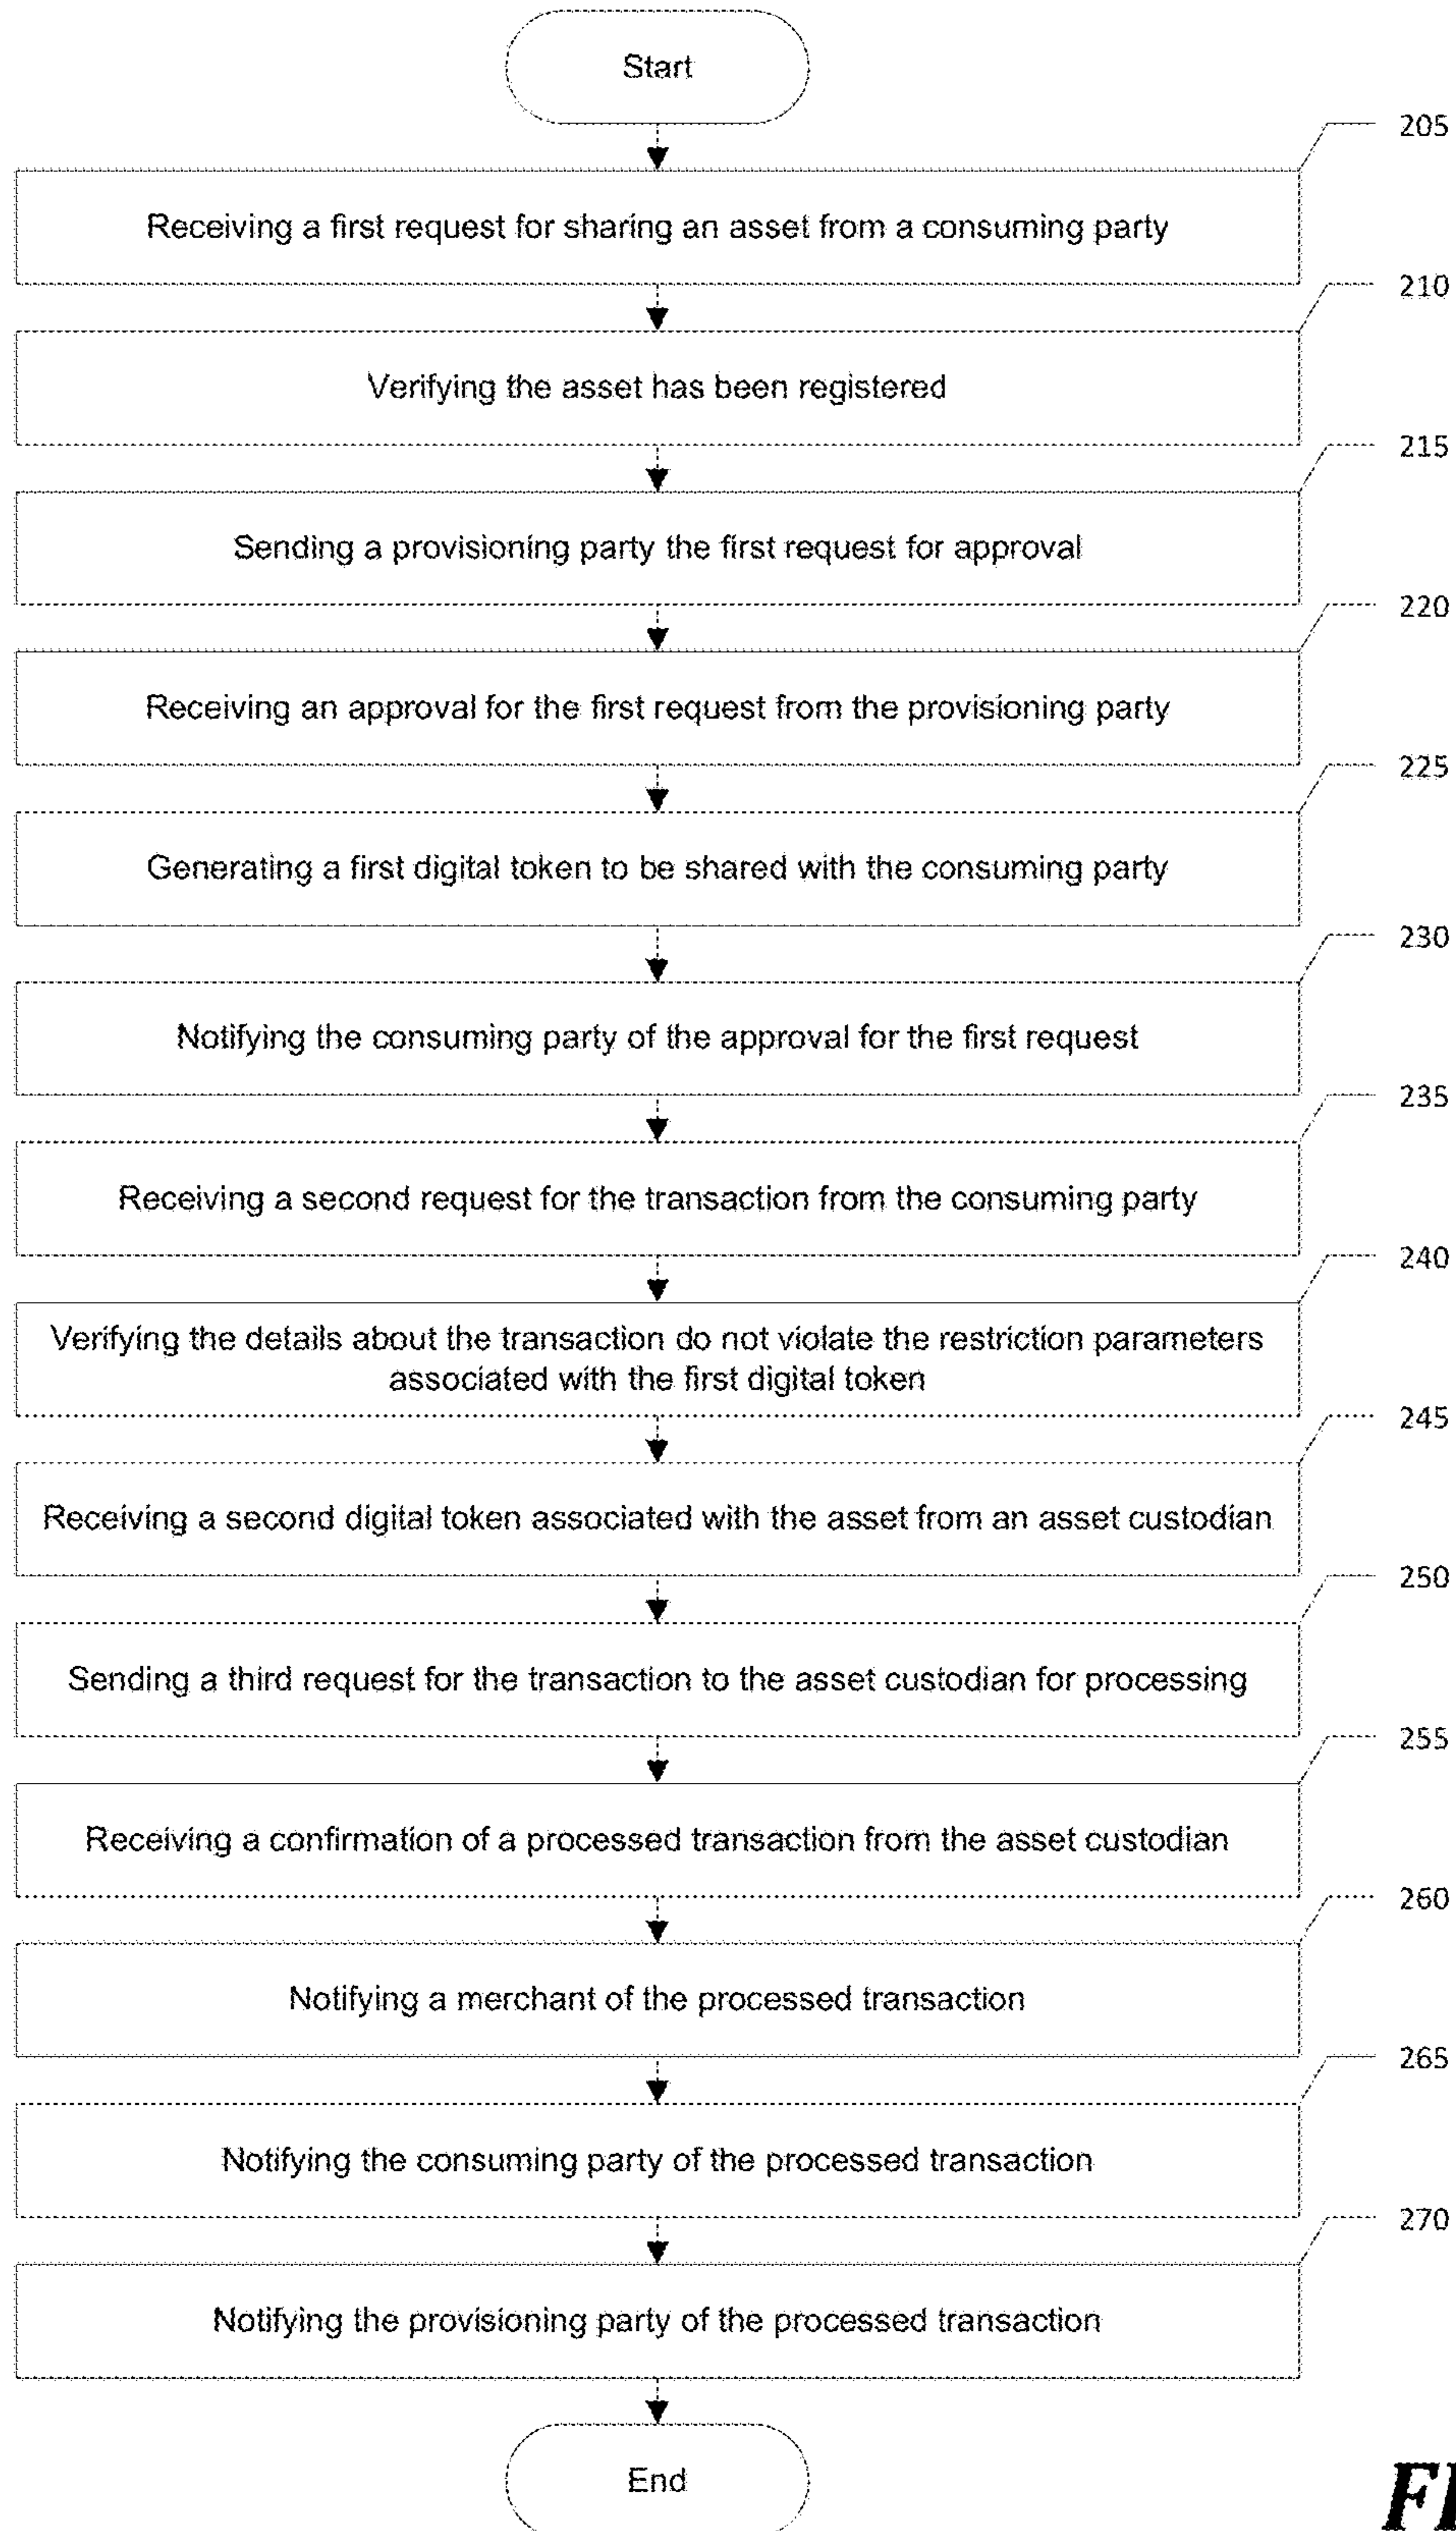 Start
205
Receiving a first request for sharing an asset from a consuming party
210
Verifying the asset has been registered
215
Sending a provisioning party the first request for approval
220
Receiving an approval for the first request from the provisioning party
225
Generating a first digital token to be shared with the consuming party
230
Notifying the consuming party of the approval for the first request
235
Receiving a second request for the transaction from the consuming party
240
Verifying the details about the transaction do not violate the restriction parameters
associated with the first digital token
245
Receiving a second digital token associated with the asset from an asset custodian
250
Sending a third request for the transaction to the asset custodian for processing
255
Receiving a confirmation of a processed transaction from the asset custodian
260
Notifying a merchant of the processed transaction
265
Notifying the consuming party of the processed transaction
270
Notifying the provisioning party of the processed transaction
End